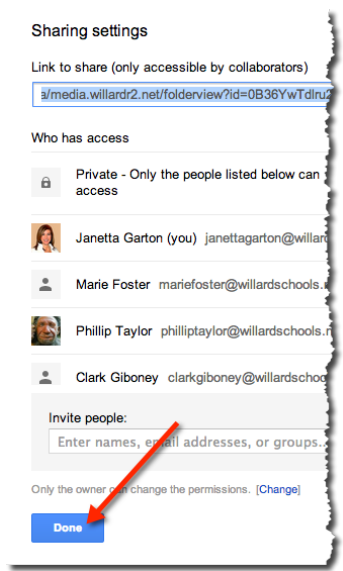 Sharing settings
Link to share (only accessible by collaborators)
a/media.willardr2.net/folderview?id=0B36YwTdlru2
Who has access
Private - Only the people listed below can
access
Janetta Garton (you) janettagarton@willard
Marie Foster mariefoster@willardschools.
Phillip Taylor philliptaylor@willardschools.
Clark Giboney clarkgiboney@willardschoo
Invite people:
Enter names, email addresses, or groups...
Only the owner can change the permissions. [Change]
Done